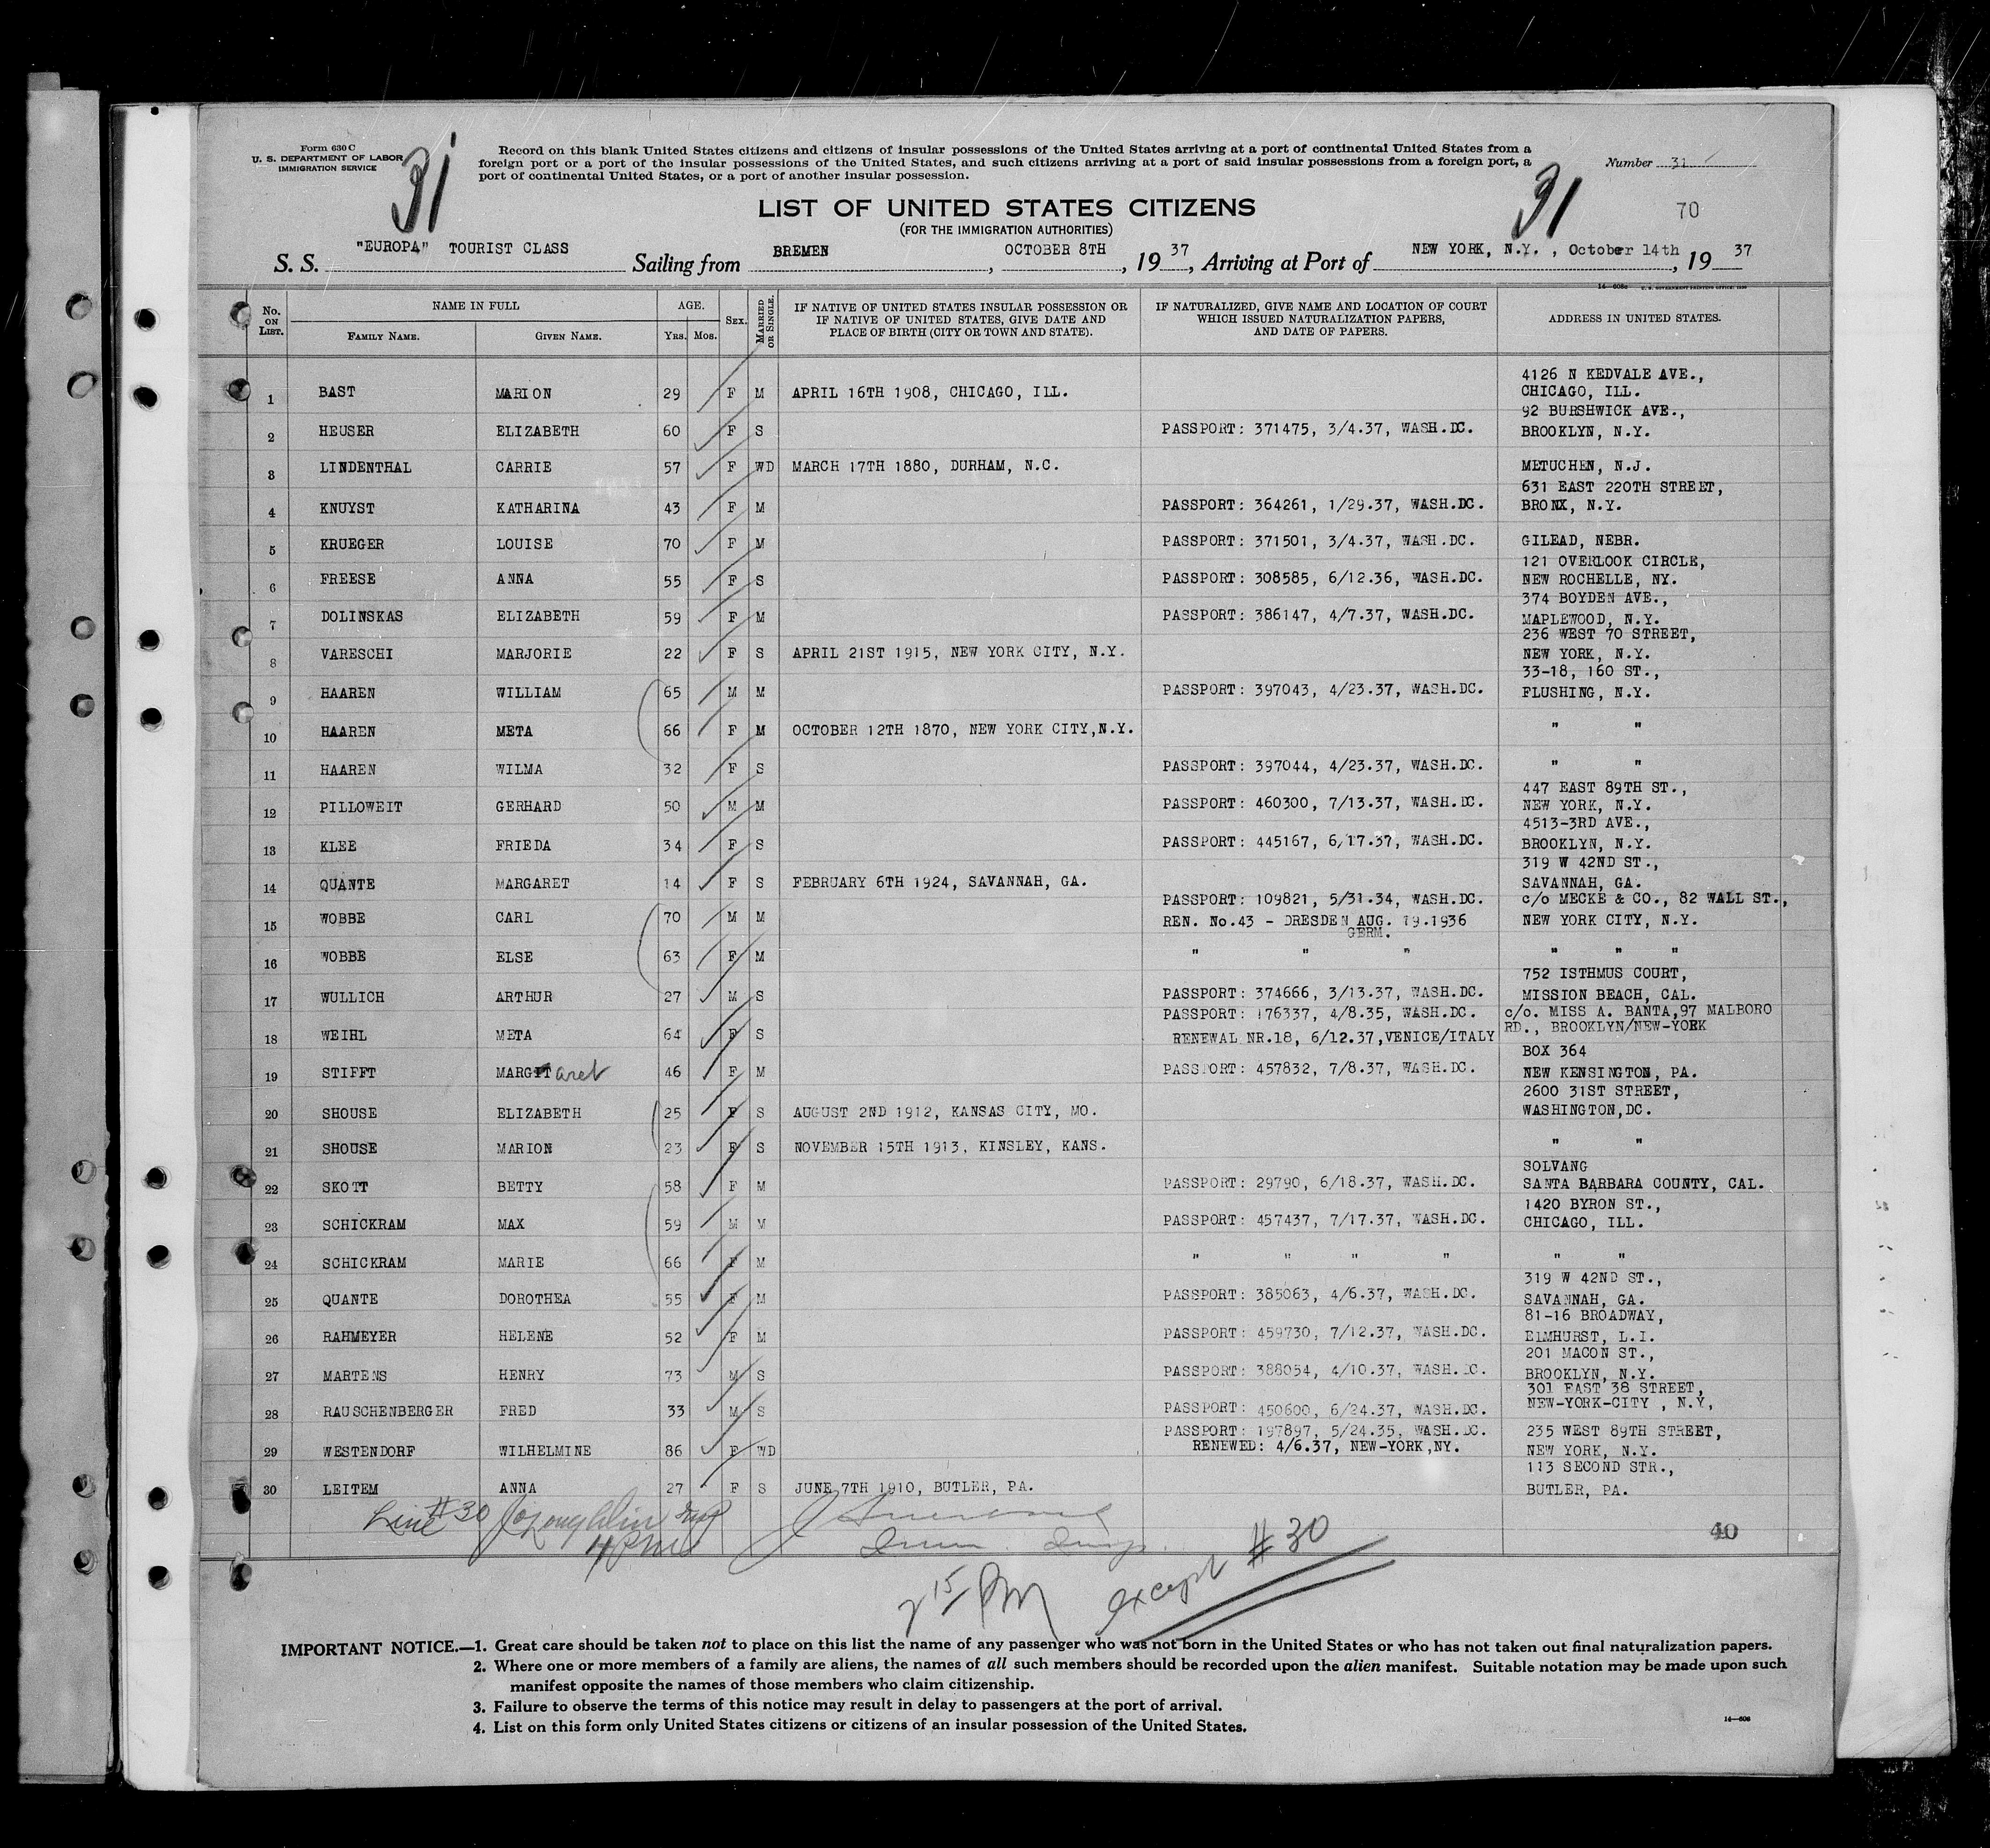 Form 630 C
U. S. DEPARTMENT OF LABOR
IMMIGRATION SERVICE
31
Record on this blank United States citizens and citizens of insular possessions of the United States arriving at a port of continental United States from a
foreign port or a port of the insular possessions of the United States, and such citizens arriving at a port of said insular possessions from a foreign port, a
port of continental United States, or a port of another insular possession.
Number 31
31
70
LIST OF UNITED STATES CITIZENS
(FOR THE IMMIGRATION AUTHORITIES)
S. S. "EUROPA" TOURIST CLASS Sailing from BREMEN, OCTOBER 8TH, 1937, Arriving at Port of NEW YORK, N.Y., October 14th, 1937
No. ON LIST. NAME IN FULL FAMILY NAME. GIVEN NAME. AGE. YRS. MOS. SEX. MARRIED OR SINGLE. IF NATIVE OF UNITED STATES INSULAR POSSESSION OR IF NATIVE OF UNITED STATES, GIVE DATE AND PLACE OF BIRTH (CITY OR TOWN AND STATE). IF NATURALIZED, GIVE NAME AND LOCATION OF COURT WHICH ISSUED NATURALIZATION PAPERS, AND DATE OF PAPERS. ADDRESS IN UNITED STATES.
4126 N KEDVALE AVE.,
1 BAST MARION 29 F M APRIL 16TH 1908, CHICAGO, ILL. CHICAGO, ILL.
92 BURSHWICK AVE.,
2 HEUSER ELIZABETH 60 F S PASSPORT: 371475, 3/4.37, WASH.DC. BROOKLYN, N.Y.
3 LINDENTHAL CARRIE 57 F WD MARCH 17TH 1880, DURHAM, N.C. METUCHEN, N.J.
631 EAST 220TH STREET,
4 KNUYST KATHARINA 43 F M PASSPORT: 364261, 1/29.37, WASH.DC. BRONX, N.Y.
5 KRUEGER LOUISE 70 F M PASSPORT: 371501, 3/4.37, WASH.DC. GILEAD, NEBR.
121 OVERLOOK CIRCLE,
6 FREESE ANNA 55 F S PASSPORT: 308585, 6/12.36, WASH.DC. NEW ROCHELLE, NY.
374 BOYDEN AVE.,
7 DOLINSKAS ELIZABETH 59 F M PASSPORT: 386147, 4/7.37, WASH.DC. MAPLEWOOD, N.Y.
236 WEST 70 STREET,
8 VARESCHI MARJORIE 22 F S APRIL 21ST 1915, NEW YORK CITY, N.Y. NEW YORK, N.Y.
33-18, 160 ST.,
9 HAAREN WILLIAM 65 M M PASSPORT: 397043, 4/23.37, WASH.DC. FLUSHING, N.Y.
10 HAAREN META 66 F M OCTOBER 12TH 1870, NEW YORK CITY,N.Y. " "
11 HAAREN WILMA 32 F S PASSPORT: 397044, 4/23.37, WASH.DC. " "
447 EAST 89TH ST.,
12 PILLOWEIT GERHARD 50 M M PASSPORT: 460300, 7/13.37, WASH.DC. NEW YORK, N.Y.
4513-3RD AVE.,
13 KLEE FRIEDA 34 F S PASSPORT: 445167, 6/17.37, WASH.DC. BROOKLYN, N.Y.
319 W 42ND ST.,
14 QUANTE MARGARET 14 F S FEBRUARY 6TH 1924, SAVANNAH, GA. SAVANNAH, GA.
PASSPORT: 109821, 5/31.34, WASH.DC. c/o MECKE & CO., 82 WALL ST.,
15 WOBBE CARL 70 M M REN. No.43 - DRESDEN AUG. 19.1936 NEW YORK CITY, N.Y.
GERM.
16 WOBBE ELSE 63 F M " " " " " "
752 ISTHMUS COURT,
17 WULLICH ARTHUR 27 M S PASSPORT: 374666, 3/13.37, WASH.DC. MISSION BEACH, CAL.
PASSPORT: 176337, 4/8.35, WASH.DC. c/o. MISS A. BANTA,97 MALBORO
18 WEIHL META 64 F S RENEWAL NR.18, 6/12.37,VENICE/ITALY RD., BROOKLYN/NEW-YORK
BOX 364
19 STIFFT MARGIT aret 46 F M PASSPORT: 457832, 7/8.37, WASH.DC. NEW KENSINGTON, PA.
2600 31ST STREET,
20 SHOUSE ELIZABETH 25 F S AUGUST 2ND 1912, KANSAS CITY, MO. WASHINGTON,DC.
21 SHOUSE MARION 23 F S NOVEMBER 15TH 1913, KINSLEY, KANS. " "
SOLVANG
22 SKOTT BETTY 58 F M PASSPORT: 29790, 6/18.37, WASH.DC. SANTA BARBARA COUNTY, CAL.
1420 BYRON ST.,
23 SCHICKRAM MAX 59 M M PASSPORT: 457437, 7/17.37, WASH.DC. CHICAGO, ILL.
24 SCHICKRAM MARIE 66 F M " " " " " "
319 W 42ND ST.,
25 QUANTE DOROTHEA 55 F M PASSPORT: 385063, 4/6.37, WASH.DC. SAVANNAH, GA.
81-16 BROADWAY,
26 RAHMEYER HELENE 52 F M PASSPORT: 459730, 7/12.37, WASH.DC. ELMHURST, L.I.
201 MACON ST.,
27 MARTENS HENRY 73 M S PASSPORT: 388054, 4/10.37, WASH.DC. BROOKLYN, N.Y.
301 EAST 38 STREET,
28 RAUSCHENBERGER FRED 33 M S PASSPORT: 450600, 6/24.37, WASH.DC. NEW-YORK-CITY , N.Y,
PASSPORT: 197897, 5/24.35, WASH.DC. 235 WEST 89TH STREET,
29 WESTENDORF WILHELMINE 86 F WD RENEWED: 4/6.37, NEW-YORK,NY. NEW YORK, N.Y.
113 SECOND STR.,
30 LEITEM ANNA 27 F S JUNE 7TH 1910, BUTLER, PA. BUTLER, PA.
Line #30
4 PM
40
2 15/ PM except #30
IMPORTANT NOTICE.—1. Great care should be taken not to place on this list the name of any passenger who was not born in the United States or who has not taken out final naturalization papers.
2. Where one or more members of a family are aliens, the names of all such members should be recorded upon the alien manifest. Suitable notation may be made upon such
manifest opposite the names of those members who claim citizenship.
3. Failure to observe the terms of this notice may result in delay to passengers at the port of arrival.
4. List on this form only United States citizens or citizens of an insular possession of the United States.
14—606